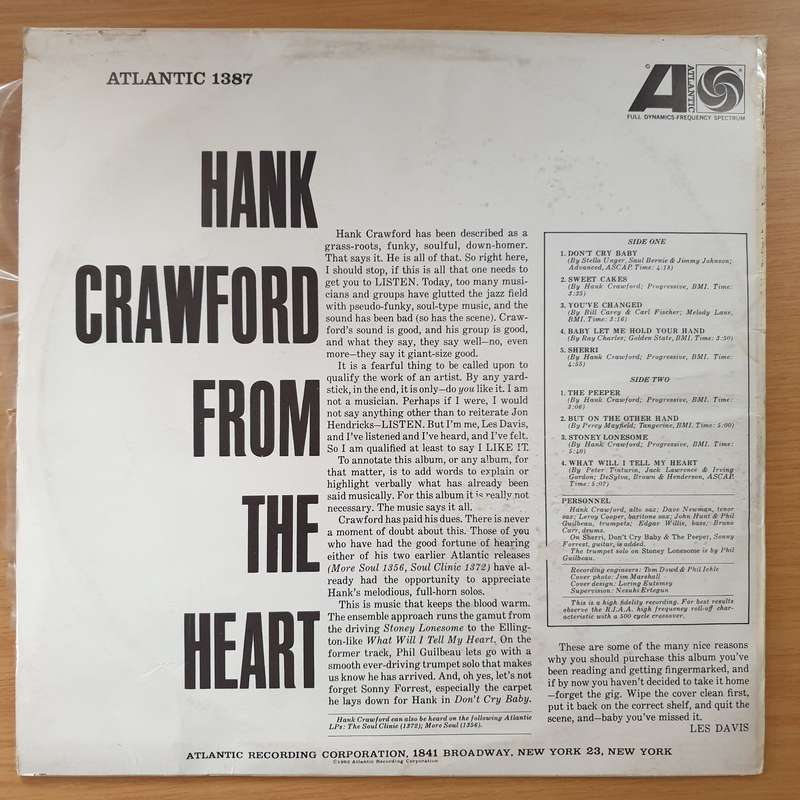 ATLANTIC 1387
A
ATLANTIC
FULL DYNAMICS-FREQUENCY SPECTRUM
HANK
CRAWFORD
FROM
THE
HEART
Hank Crawford has been described as a
grass-roots, funky, soulful, down-homer.
That says it. He is all of that. So right here,
I should stop, if this is all that one needs to
get you to LISTEN. Today, too many musi-
cians and groups have glutted the jazz field
with pseudo-funky, soul-type music, and the
sound has been bad (so has the scene). Craw-
ford's sound is good, and his group is good,
and what they say, they say well—no, even
more—they say it giant-size good.
It is a fearful thing to be called upon to
qualify the work of an artist. By any yard-
stick, in the end, it is only—do you like it. I am
not a musician. Perhaps if I were, I would
not say anything other than to reiterate Jon
Hendricks—LISTEN. But I'm me, Les Davis,
and I've listened and I've heard, and I've felt.
So I am qualified at least to say I LIKE IT.
To annotate this album, or any album, for
that matter, is to add words to explain or
highlight verbally what has already been
said musically. For this album it is really not
necessary. The music says it all.
Crawford has paid his dues. There is never
a moment of doubt about this. Those of you
who have had the good fortune of hearing
either of his two earlier Atlantic releases
(More Soul 1356, Soul Clinic 1372) have al-
ready had the opportunity to appreciate
Hank's melodious, full-horn solos.
This is music that keeps the blood warm.
The ensemble approach runs the gamut from
the driving Stoney Lonesome to the Elling-
ton-like What Will I Tell My Heart. On the
former track, Phil Guilbeau lets go with a
smooth ever-driving trumpet solo that makes
us know he has arrived. And, oh yes, let's not
forget Sonny Forrest, especially the carpet
he lays down for Hank in Don't Cry Baby.
Hank Crawford can also be heard on the following Atlantic
LPs: The Soul Clinic (1372); More Soul (1356).
SIDE ONE
1. DON'T CRY BABY
(By Stella Unger, Saul Bernie & Jimmy Johnson;
Advanced, ASCAP. Time: 4:18)
2. SWEET CAKES
(By Hank Crawford; Progressive, BMI. Time:
3:35)
3. YOU'VE CHANGED
(By Bill Carey & Carl Fischer; Melody Lane,
BMI. Time: 3:16)
4. BABY LET ME HOLD YOUR HAND
(By Ray Charles; Golden State, BMI. Time: 3:50)
5. SHERRI
(By Hank Crawford; Progressive, BMI. Time:
4:55)
SIDE TWO
1. THE PEEPER
(By Hank Crawford; Progressive, BMI. Time:
3:06)
2. BUT ON THE OTHER HAND
(By Percy Mayfield; Tangerine, BMI. Time: 5:00)
3. STONEY LONESOME
(By Hank Crawford; Progressive, BMI. Time:
5:40)
4. WHAT WILL I TELL MY HEART
(By Peter Tinturin, Jack Lawrence & Irving
Gordon; DeSylva, Brown & Henderson, ASCAP.
Time: 5:07)
PERSONNEL
Hank Crawford, alto sax; Dave Newman, tenor
sax; Leroy Cooper, baritone sax; John Hunt & Phil
Guilbeau, trumpets; Edgar Willis, bass; Bruno
Carr, drums.
On Sherri, Don't Cry Baby & The Peeper, Sonny
Forrest, guitar, is added.
The trumpet solo on Stoney Lonesome is by Phil
Guilbeau.
Recording engineers: Tom Dowd & Phil Iehle
Cover photo: Jim Marshall
Cover design: Loring Eutemey
Supervision: Nesuhi Ertegun
This is a high fidelity recording. For best results
observe the R.I.A.A. high frequency roll-off char-
acteristic with a 500 cycle crossover.
These are some of the many nice reasons
why you should purchase this album you've
been reading and getting fingermarked, and
if by now you haven't decided to take it home
—forget the gig. Wipe the cover clean first,
put it back on the correct shelf, and quit the
scene, and—baby you've missed it.
LES DAVIS
ATLANTIC RECORDING CORPORATION, 1841 BROADWAY, NEW YORK 23, NEW YORK
©1962 Atlantic Recording Corporation